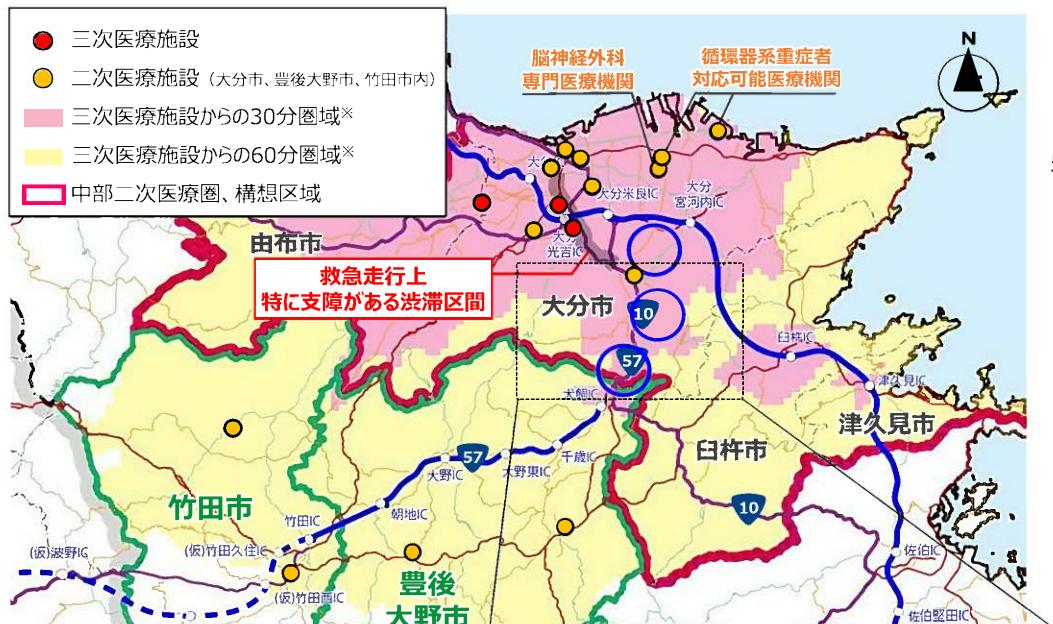 三次医療施設
二次医療施設 (大分市、豊後大野市、竹田市内)
三次医療施設からの30分圏域※
三次医療施設からの60分圏域※
中部二次医療圏、構想区域
脳神経外科
専門医療機関
循環器系重症者
対応可能医療機関
N
大分米良IC
大分
宮河内IC
大分
光吉IC
由布市
救急走行上
特に支障がある渋滞区間
大分市
10
57
臼杵IC
津久見IC
犬飼IC
津久見市
臼杵市
千歳IC
57
大野IC
大野東IC
竹田市
朝地IC
10
竹田IC
(仮)竹田久住IC
(仮)波野IC
佐伯IC
(仮)竹田西IC
豊後
大野市
佐伯堅田IC